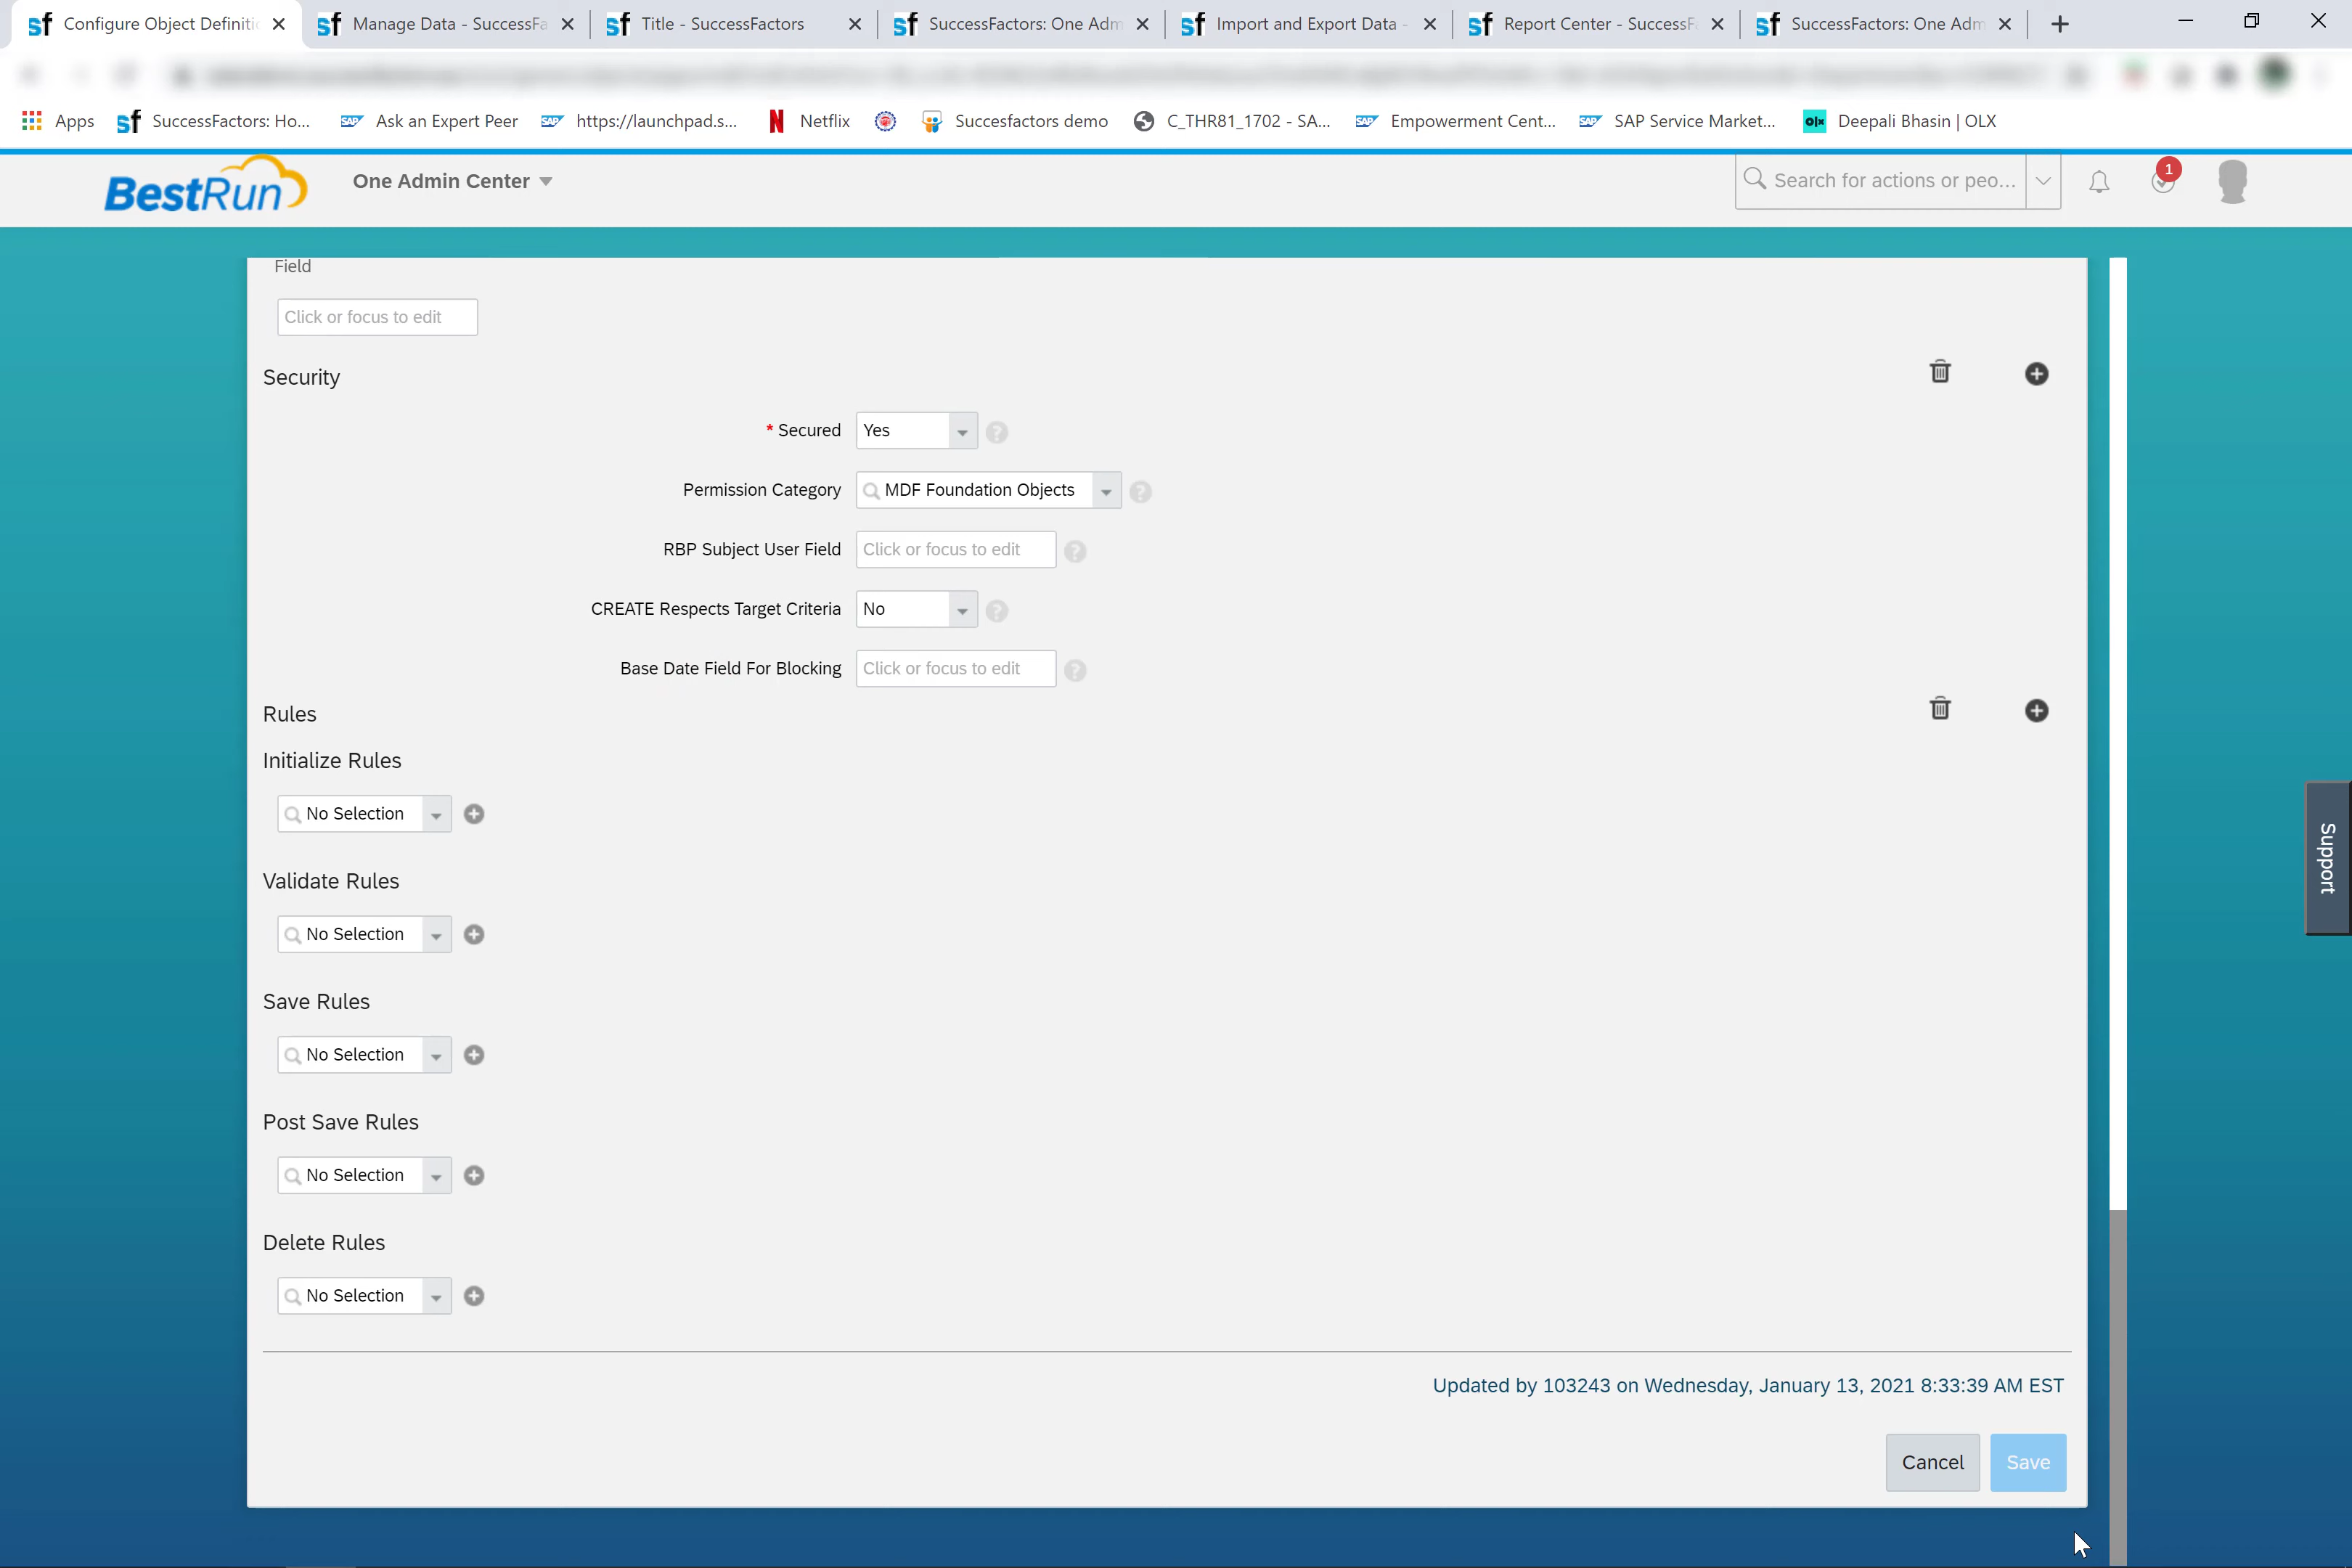 Configure Object Definiti
Manage Data - SuccessFa
Title - SuccessFactors
SuccessFactors: One Adm
Import and Export Data -
Report Center - SuccessF
SuccessFactors: One Adm
Apps
SuccessFactors: Ho...
Ask an Expert Peer
https://launchpad.s...
Netflix
Succesfactors demo
C_THR81_1702 - SA...
Empowerment Cent...
SAP Service Market...
Deepali Bhasin | OLX
BestRun
One Admin Center
Search for actions or peo...
1
Field
Click or focus to edit
Security
* Secured Yes
Permission Category MDF Foundation Objects
RBP Subject User Field Click or focus to edit
CREATE Respects Target Criteria No
Base Date Field For Blocking Click or focus to edit
Rules
Initialize Rules
No Selection
Validate Rules
No Selection
Save Rules
No Selection
Post Save Rules
No Selection
Delete Rules
No Selection
Support
Updated by 103243 on Wednesday, January 13, 2021 8:33:39 AM EST
Cancel
Save